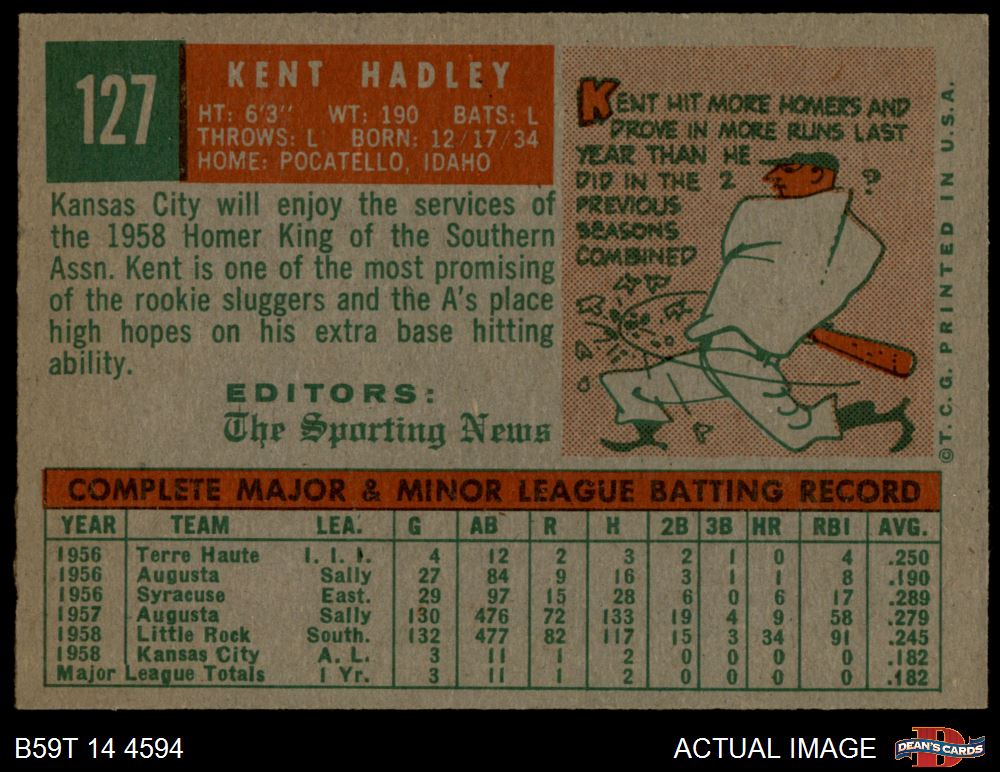 127
KENT HADLEY
HT: 6'3" WT: 190 BATS: L
THROWS: L BORN: 12/17/34
HOME: POCATELLO, IDAHO
Kansas City will enjoy the services of
the 1958 Homer King of the Southern
Assn. Kent is one of the most promising
of the rookie sluggers and the A's place
high hopes on his extra base hitting
ability.
EDITORS:
The Sporting News
KENT HIT MORE HOMERS AND
DROVE IN MORE RUNS LAST
YEAR THAN HE
DID IN THE 2
PREVIOUS
SEASONS
COMBINED
?
©T.C.G. PRINTED IN U.S.A.
COMPLETE MAJOR & MINOR LEAGUE BATTING RECORD
YEAR TEAM LEA. G AB R H 2B 3B HR RBI AVG.
1956 Terre Haute I. I. I. 4 12 2 3 2 1 0 4 .250
1956 Augusta Sally 27 84 9 16 3 1 1 8 .190
1956 Syracuse East. 29 97 15 28 6 0 6 17 .289
1957 Augusta Sally 130 476 72 133 19 4 9 58 .279
1958 Little Rock South. 132 477 82 117 15 3 34 91 .245
1958 Kansas City A. L. 3 11 1 2 0 0 0 0 .182
Major League Totals 1 Yr. 3 11 1 2 0 0 0 0 .182
B59T 14 4594
ACTUAL IMAGE
D
DEAN'S CARDS